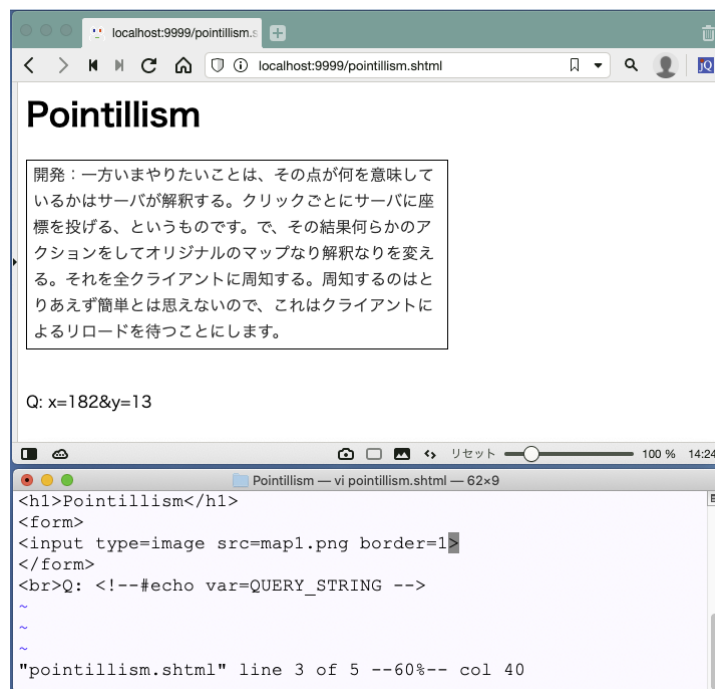 localhost:9999/pointillism.s
localhost:9999/pointillism.shtml
jQ
Pointillism
開発：一方いまやりたいことは、その点が何を意味して
いるかはサーバが解釈する。クリックごとにサーバに座
標を投げる、というものです。で、その結果何らかのア
クションをしてオリジナルのマップなり解釈なりを変え
る。それを全クライアントに周知する。周知するのはと
りあえず簡単とは思えないので、これはクライアントに
よるリロードを待つことにします。
Q: x=182&y=13
リセット 100 % 14:24
Pointillism — vi pointillism.shtml — 62×9
<h1>Pointillism</h1>
<form>
<input type=image src=map1.png border=1>
</form>
<br>Q: <!--#echo var=QUERY_STRING -->
~
~
~
"pointillism.shtml" line 3 of 5 --60%-- col 40